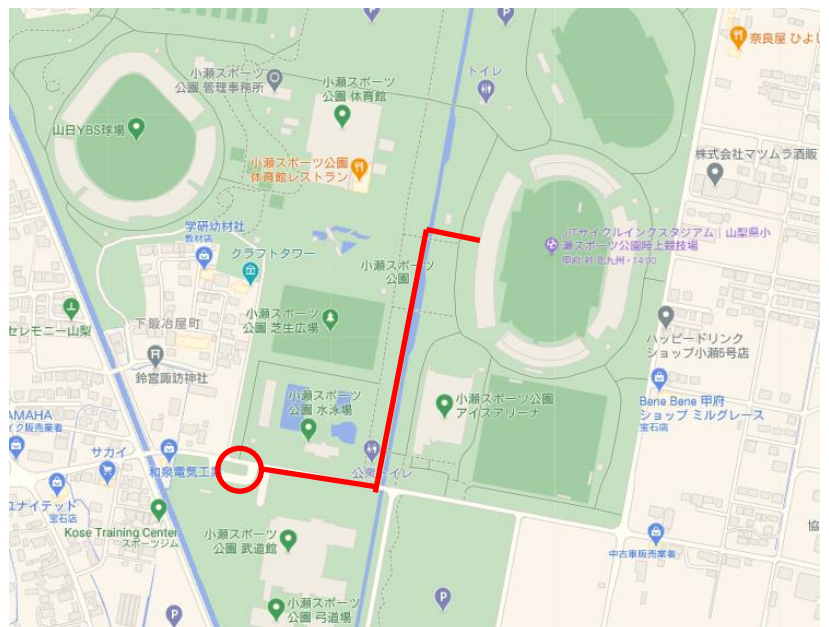 P
P
奈良屋 ひよし
小瀬スポーツ
公園 管理事務所
小瀬スポーツ
公園 体育館
トイレ
山日YBS球場
小瀬スポーツ公園
体育館レストラン
株式会社マツムラ酒販
学研幼材社
教材店
クラフトタワー
JITサイクルインクスタジアム｜山梨県小
瀬スポーツ公園陸上競技場
甲府 対 北九州・14:00
小瀬スポーツ
公園
下鍛冶屋町
セレモニー山梨
小瀬スポーツ
公園 芝生広場
ハッピードリンク
ショップ小瀬5号店
鈴宮諏訪神社
小瀬スポーツ
公園 水泳場
小瀬スポーツ公園
アイスアリーナ
Bene Bene 甲府
ショップ ミルグレース
宝石店
AMAHA
イク販売業者
サカイ
和泉電気工業
公衆トイレ
ユナイテッド
宝石店
Kose Training Center
スポーツジム
小瀬スポーツ
公園 武道館
協
中古車販売業者
小瀬スポーツ
公園 弓道場
P
P